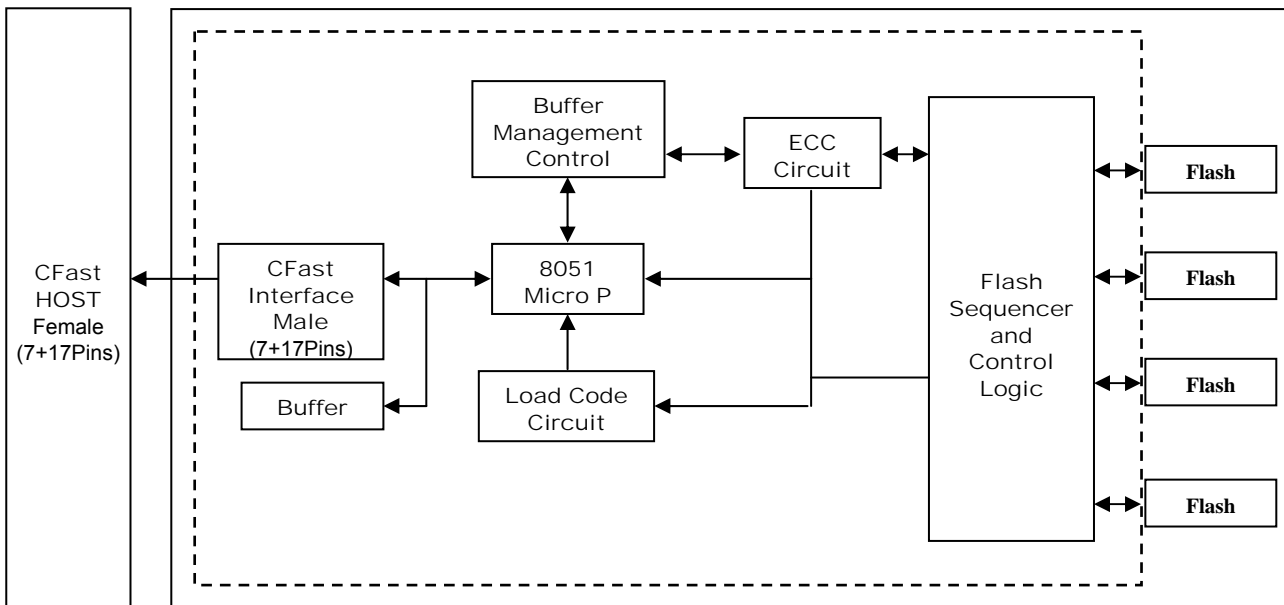 CFast
HOST
Female
(7+17Pins)
CFast
Interface
Male
(7+17Pins)
Buffer
Buffer
Management
Control
8051
Micro P
Load Code
Circuit
ECC
Circuit
Flash
Sequencer
and
Control
Logic
Flash
Flash
Flash
Flash